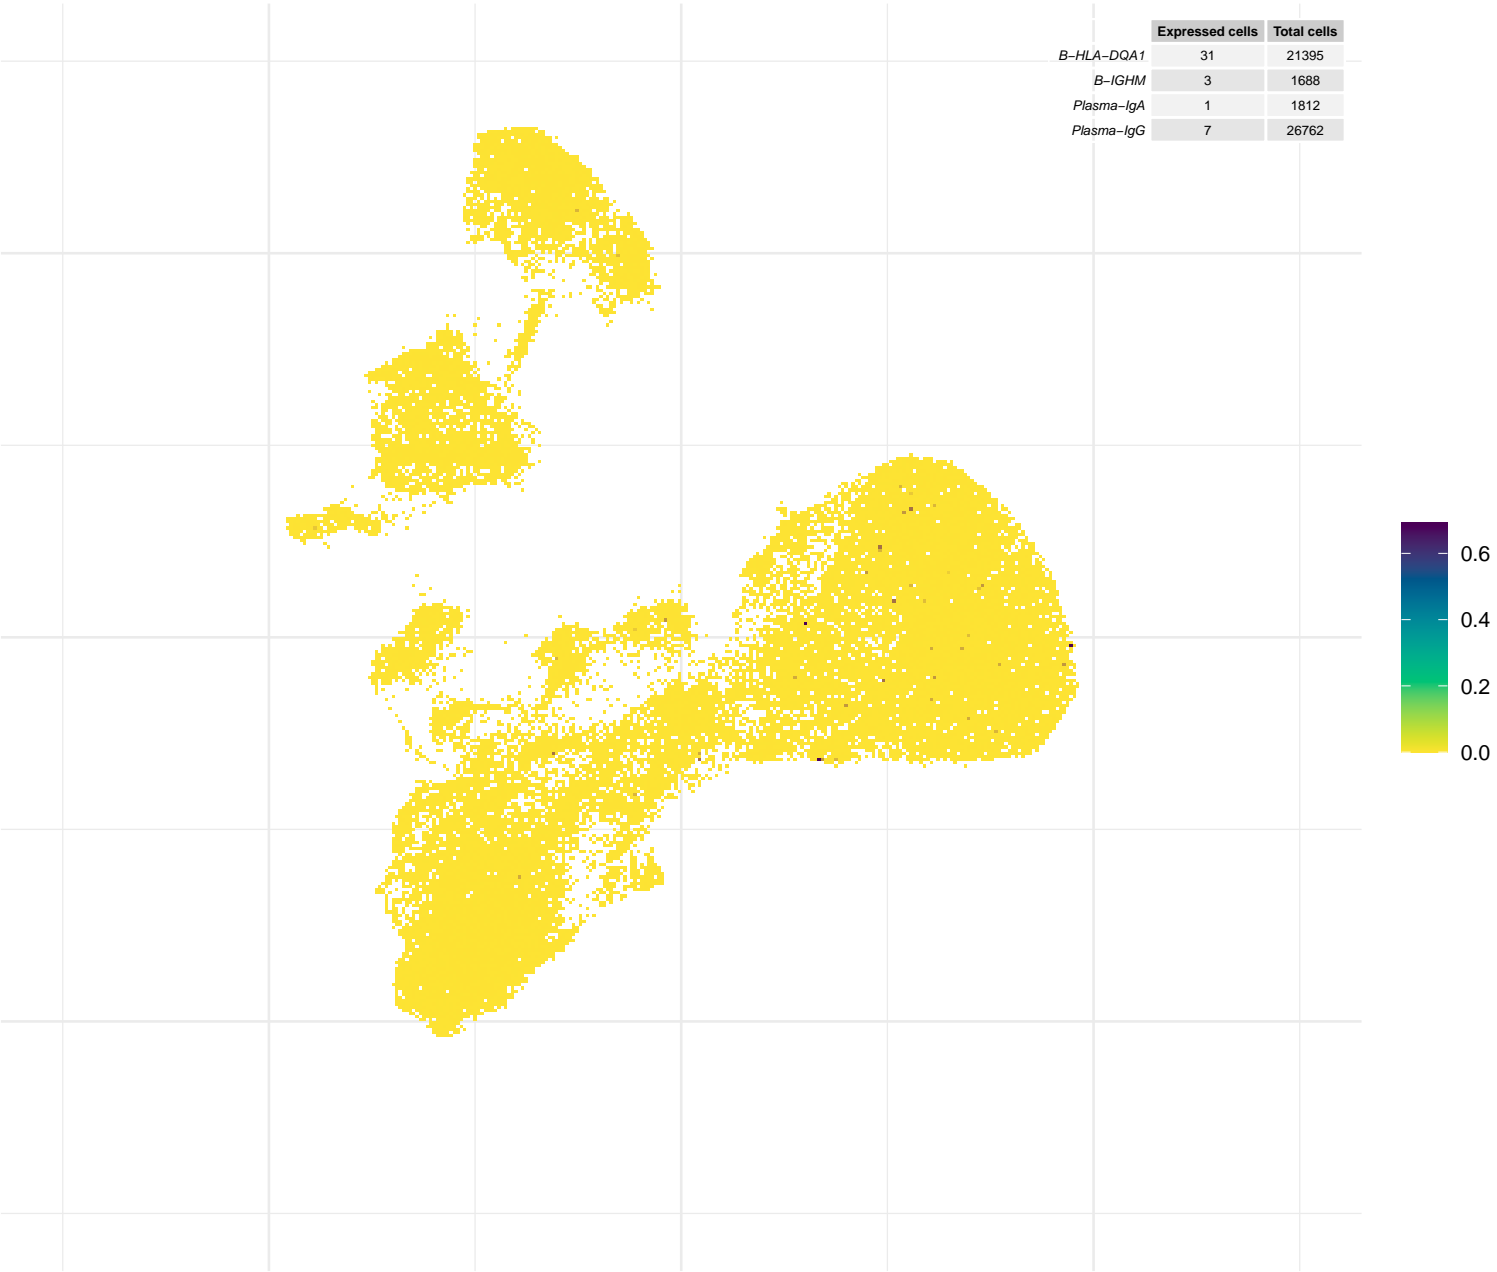 Expressed cells Total cells
B−HLA−DQA1 31 21395
B−IGHM 3 1688
Plasma−IgA 1 1812
Plasma−IgG 7 26762
0.6
0.4
0.2
0.0